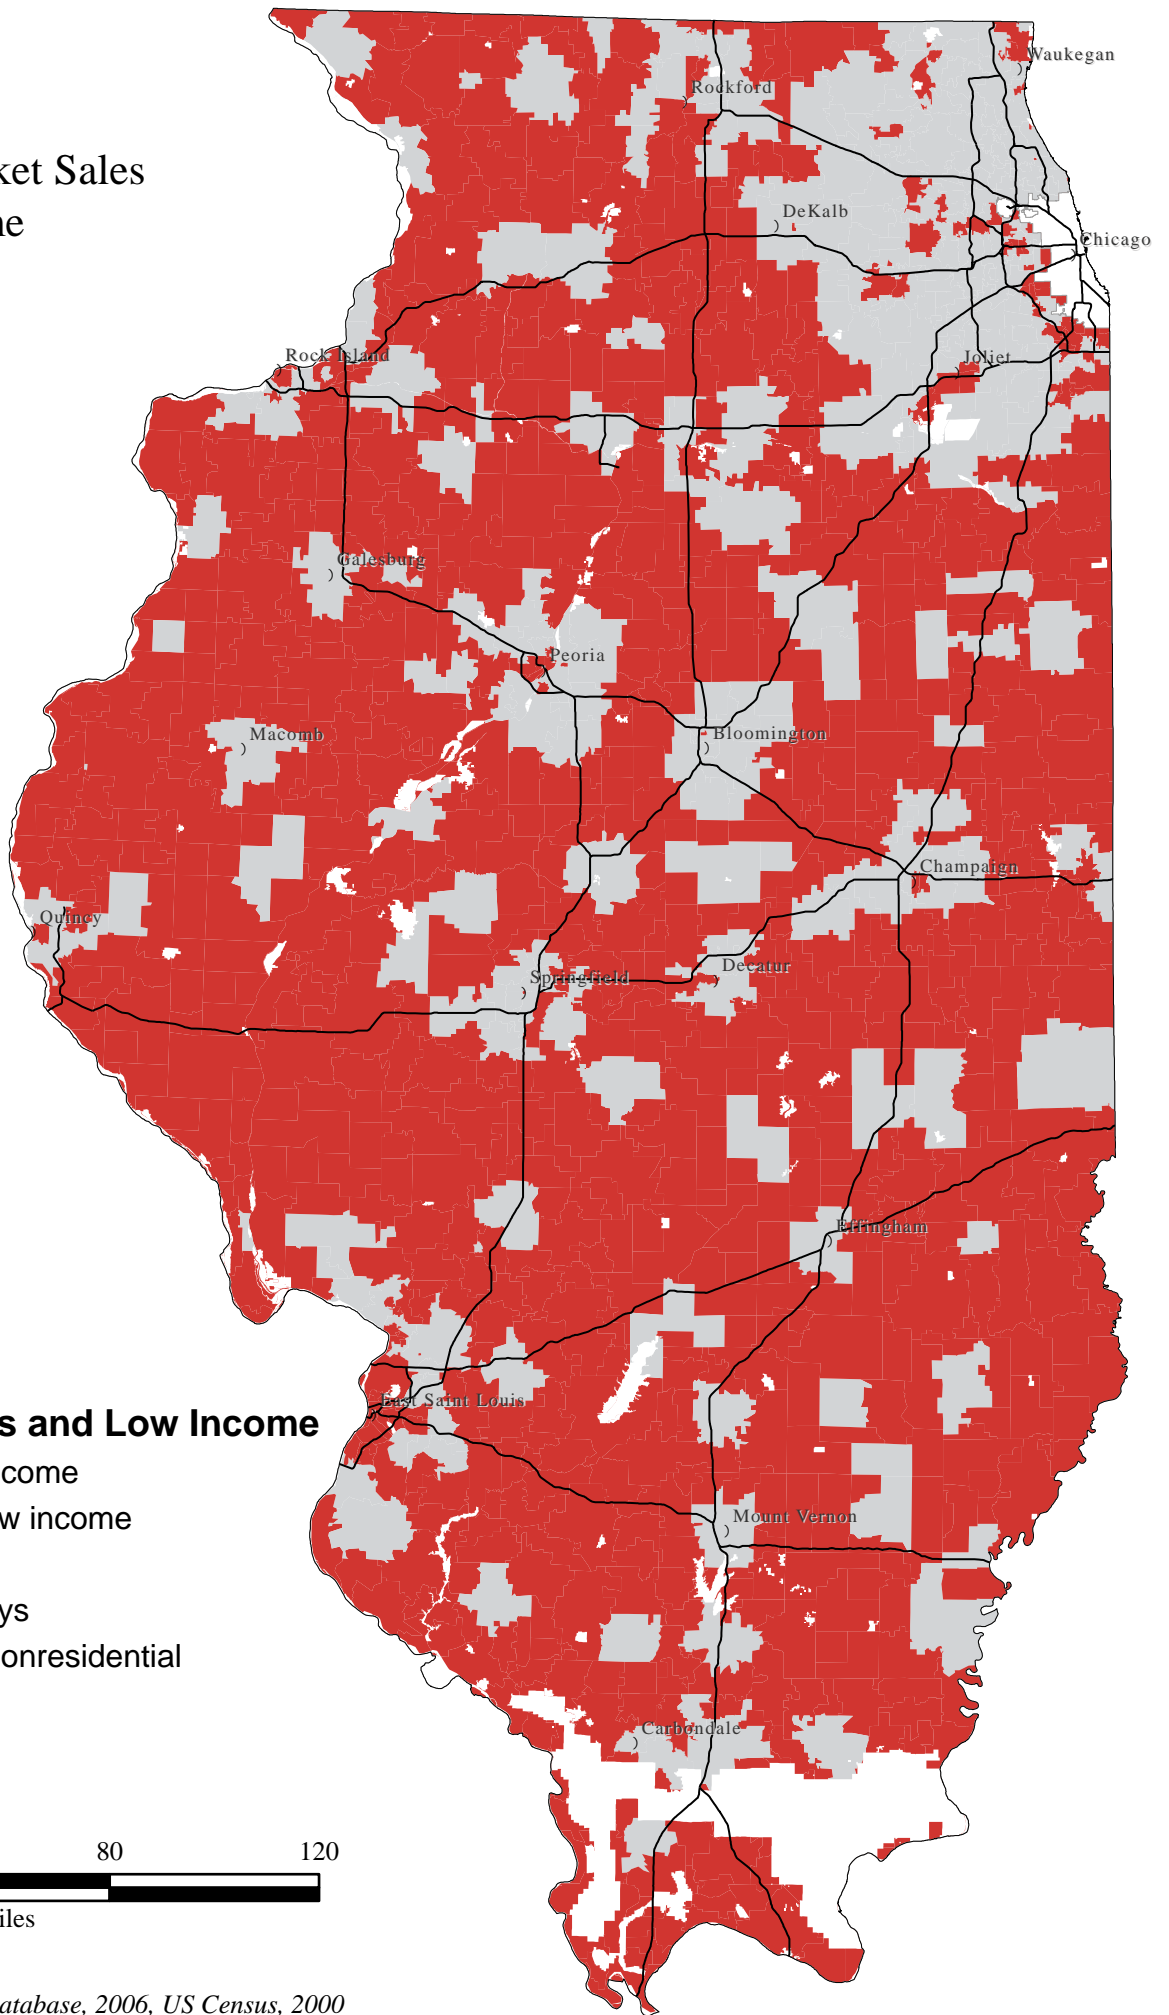 Waukegan
Rockford
ket Sales
ne
DeKalb
Chicago
Rock Island
Joliet
Galesburg
Peoria
Macomb
Bloomington
Champaign
Quincy
Decatur
Springfield
Effingham
East Saint Louis
s and Low Income
come
w income
Mount Vernon
ys
onresidential
Carbondale
80 120
iles
atabase, 2006, US Census, 2000